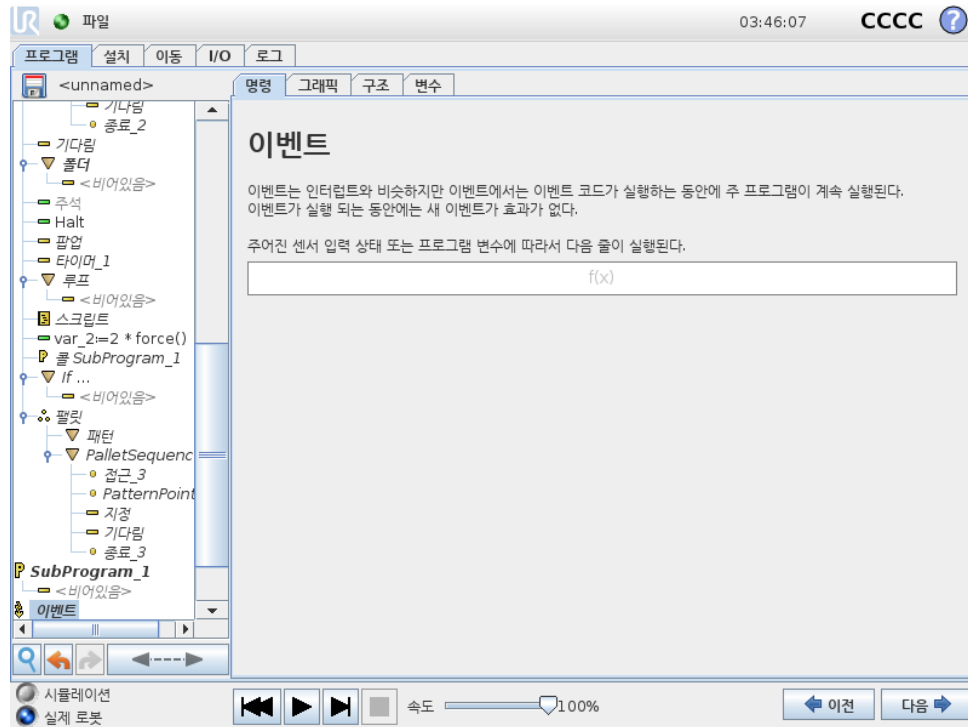 UR 파일 03:46:07 CCCC ?
프로그램 설치 이동 I/O 로그
<unnamed>
명령 그래픽 구조 변수
기다림
종료_2
기다림
폴더
<비어있음>
주석
Halt
팝업
타이머_1
루프
<비어있음>
스크립트
var_2:=2 * force()
콜 SubProgram_1
If ...
<비어있음>
팰릿
패턴
PalletSequenc
접근_3
PatternPoint
지정
기다림
종료_3
SubProgram_1
<비어있음>
이벤트
이벤트
이벤트는 인터럽트와 비슷하지만 이벤트에서는 이벤트 코드가 실행하는 동안에 주 프로그램이 계속 실행된다.
이벤트가 실행 되는 동안에는 새 이벤트가 효과가 없다.
주어진 센서 입력 상태 또는 프로그램 변수에 따라서 다음 줄이 실행된다.
f(x)
시뮬레이션
실제 로봇
속도 100%
이전 다음